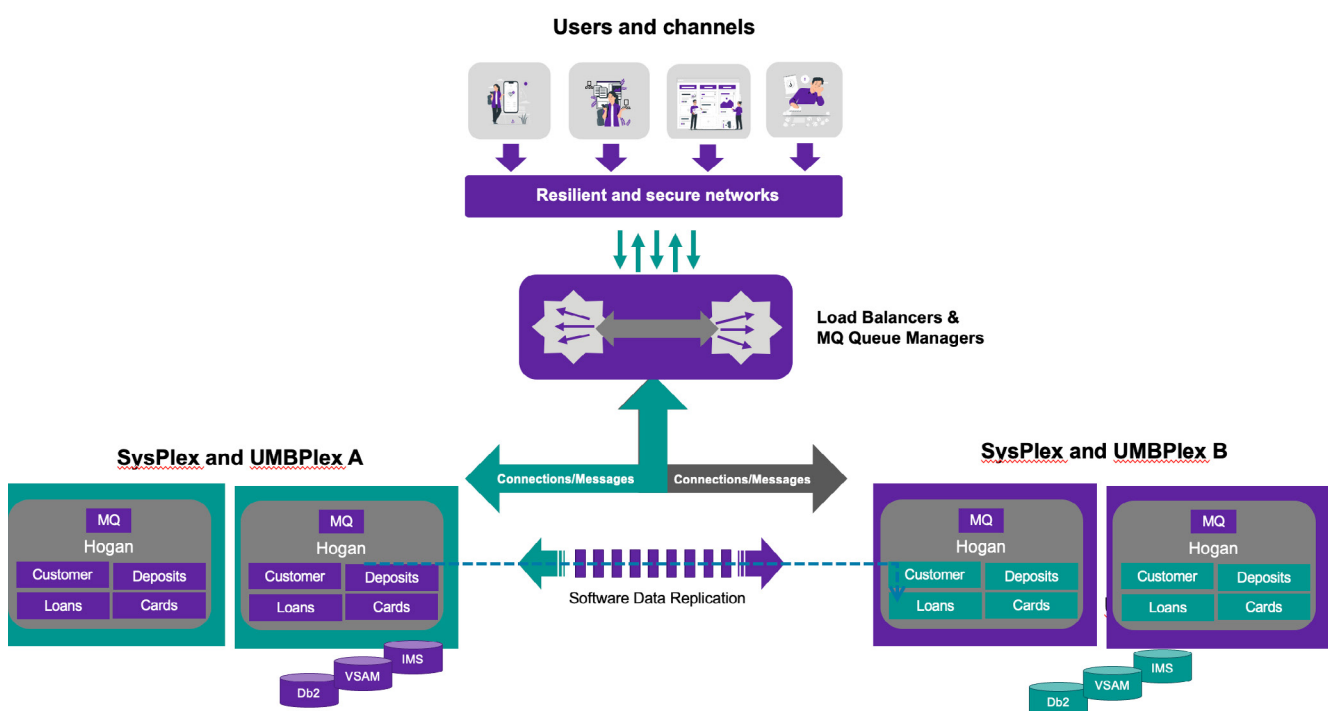 Users and channels
Resilient and secure networks
Load Balancers &
MQ Queue Managers
SysPlex and UMBPlex A
SysPlex and UMBPlex B
Connections/Messages
Connections/Messages
MQ
Hogan
Customer
Deposits
Loans
Cards
MQ
Hogan
Customer
Deposits
Loans
Cards
Software Data Replication
MQ
Hogan
Customer
Deposits
Loans
Cards
MQ
Hogan
Customer
Deposits
Loans
Cards
IMS
VSAM
Db2
IMS
VSAM
Db2